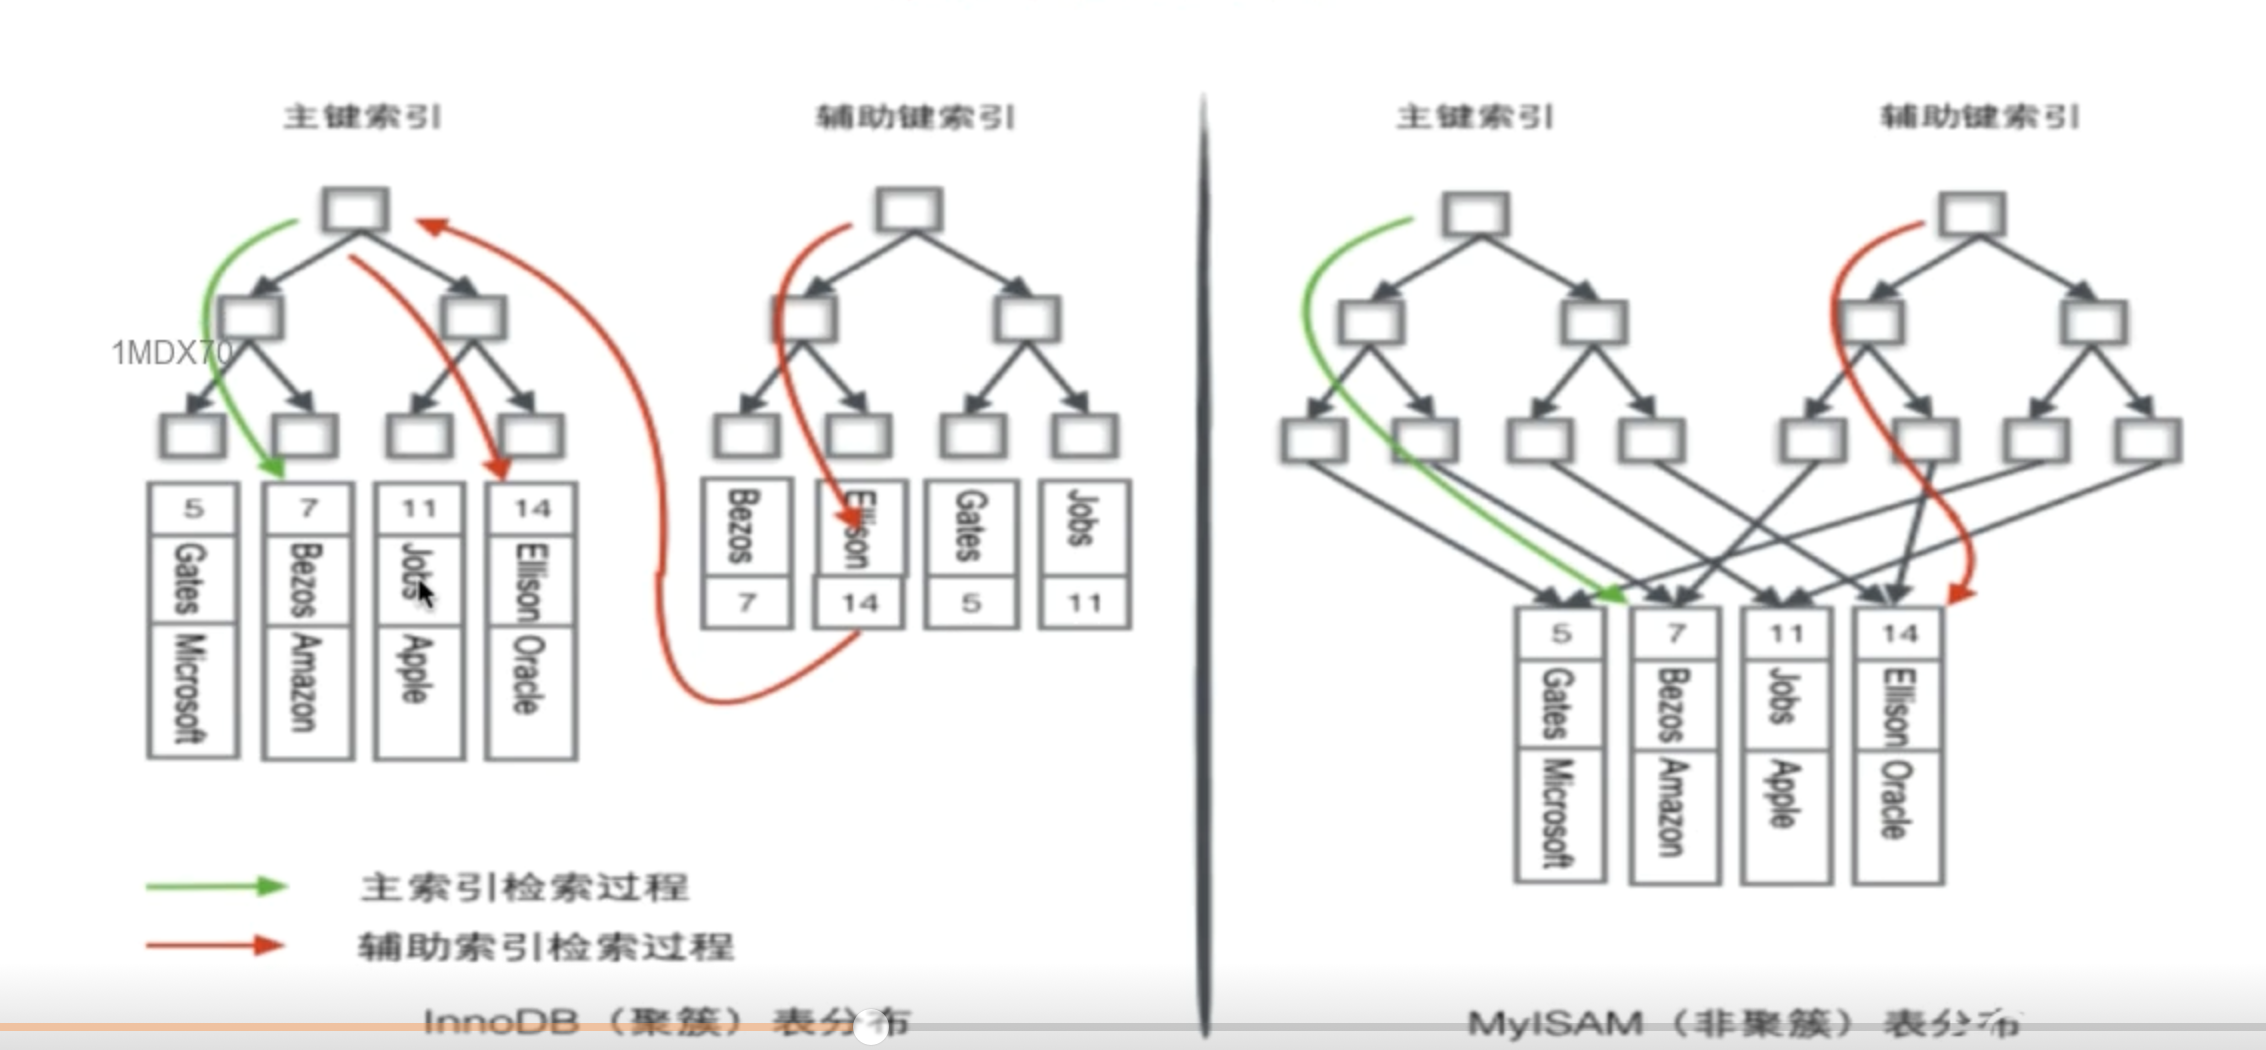 主键索引
辅助键索引
主键索引
辅助键索引
1MDX70
5
Gates
Microsoft
7
Bezos
Amazon
11
Jobs
Apple
14
Ellison
Oracle
Bezos
7
Ellison
14
Gates
5
Jobs
11
5
Gates
Microsoft
7
Bezos
Amazon
11
Jobs
Apple
14
Ellison
Oracle
主索引检索过程
辅助索引检索过程
InnoDB（聚簇）表分布
MyISAM（非聚簇）表分布